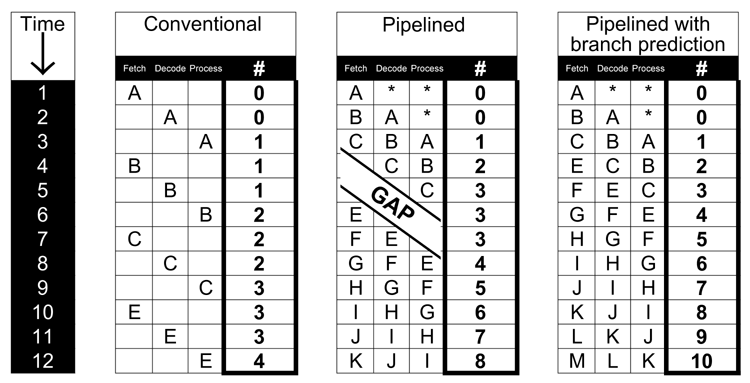 Time
Conventional
Pipelined
Pipelined with
branch prediction
Fetch Decode Process #
Fetch Decode Process #
Fetch Decode Process #
1 A 0 A * * 0 A * * 0
2 A 0 B A * 0 B A * 0
3 A 1 C B A 1 C B A 1
4 B 1 C B 2 E C B 2
5 B 1 C 3 F E C 3
GAP
6 B 2 E 3 G F E 4
7 C 2 F E 3 H G F 5
8 C 2 G F E 4 I H G 6
9 C 3 H G F 5 J I H 7
10 E 3 I H G 6 K J I 8
11 E 3 J I H 7 L K J 9
12 E 4 K J I 8 M L K 10